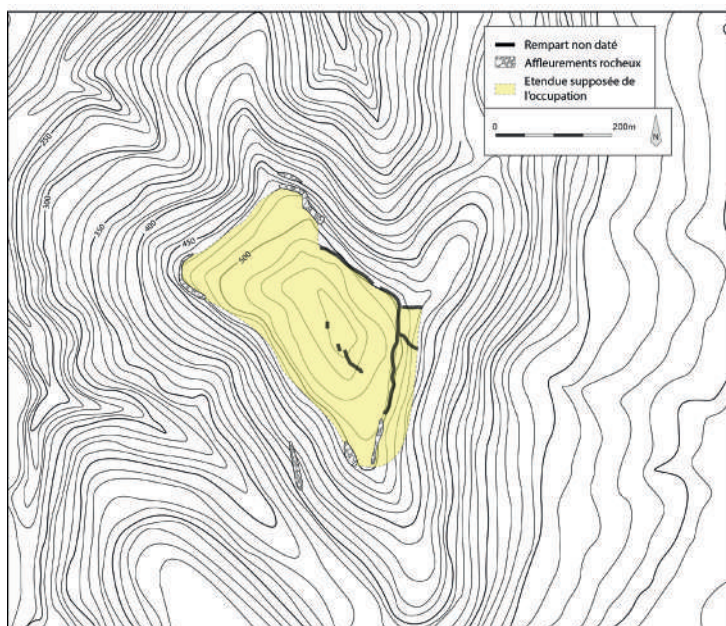 Rempart non daté
Affleurements rocheux
Etendue supposée de
l'occupation
0
200m
N
250
300
350
400
450
500